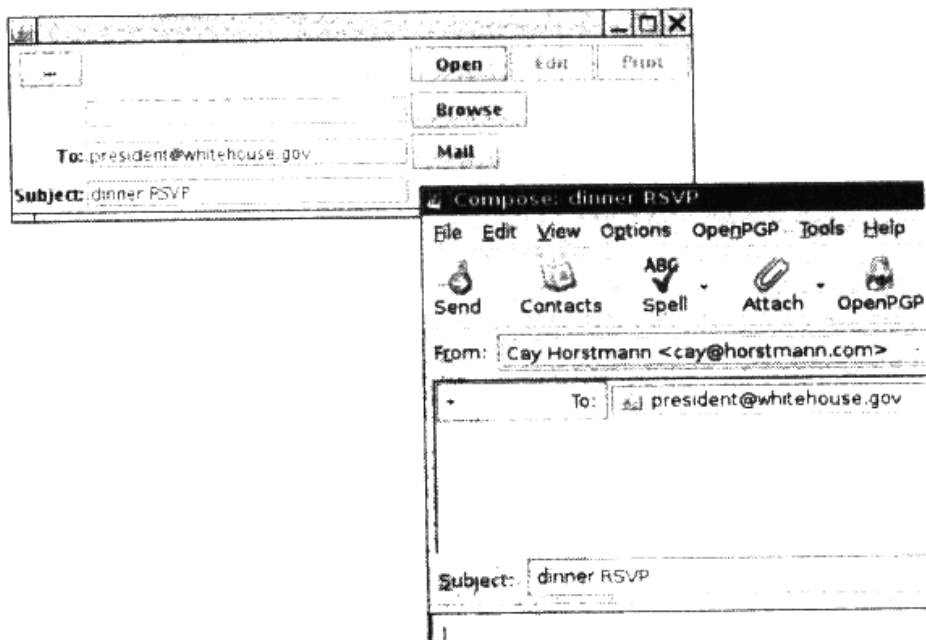 ... Open Edit Print
Browse
To: president@whitehouse.gov Mail
Subject: dinner RSVP
Compose: dinner RSVP
File Edit View Options OpenPGP Tools Help
ABC
Send Contacts Spell Attach OpenPGP
From: Cay Horstmann <cay@horstmann.com>
To: president@whitehouse.gov
Subject: dinner RSVP